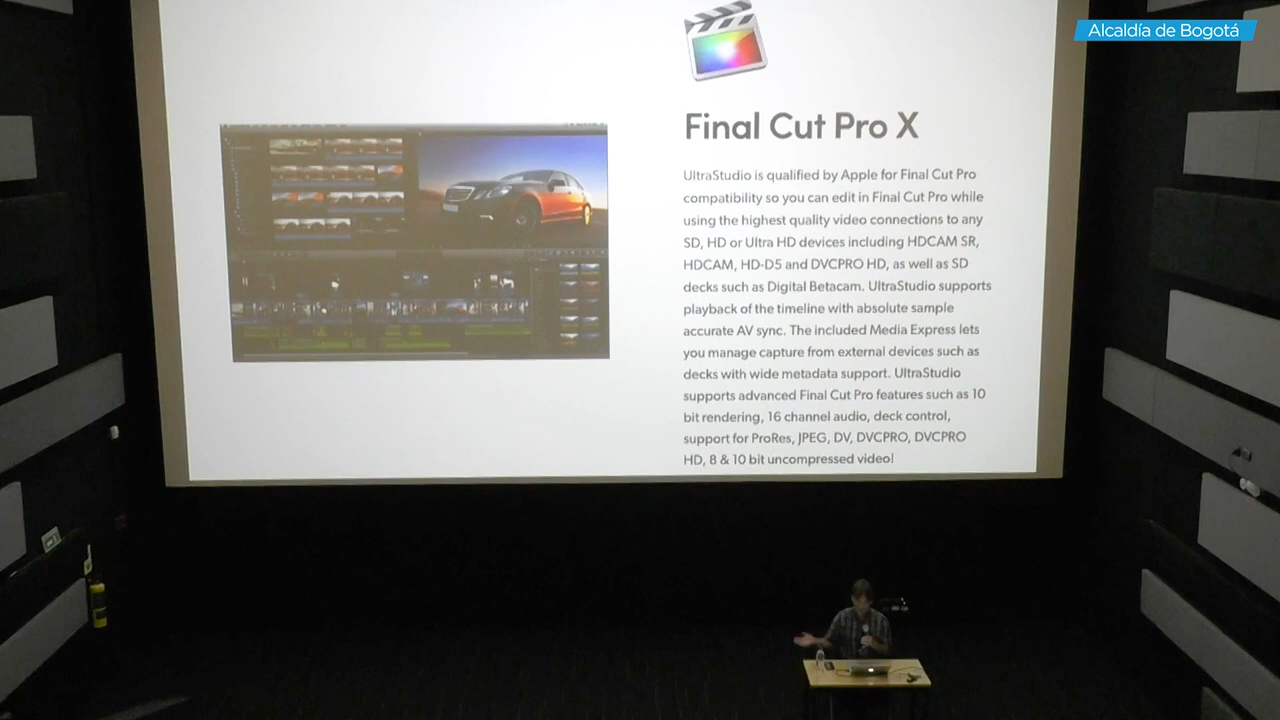 Alcaldía de Bogotá
Final Cut Pro X
UltraStudio is qualified by Apple for Final Cut Pro
compatibility so you can edit in Final Cut Pro while
using the highest quality video connections to any
SD, HD or Ultra HD devices including HDCAM SR,
HDCAM, HD-D5 and DVCPRO HD, as well as SD
decks such as Digital Betacam. UltraStudio supports
playback of the timeline with absolute sample
accurate AV sync. The included Media Express lets
you manage capture from external devices such as
decks with wide metadata support. UltraStudio
supports advanced Final Cut Pro features such as 10
bit rendering, 16 channel audio, deck control,
support for ProRes, JPEG, DV, DVCPRO, DVCPRO
HD, 8 & 10 bit uncompressed video!